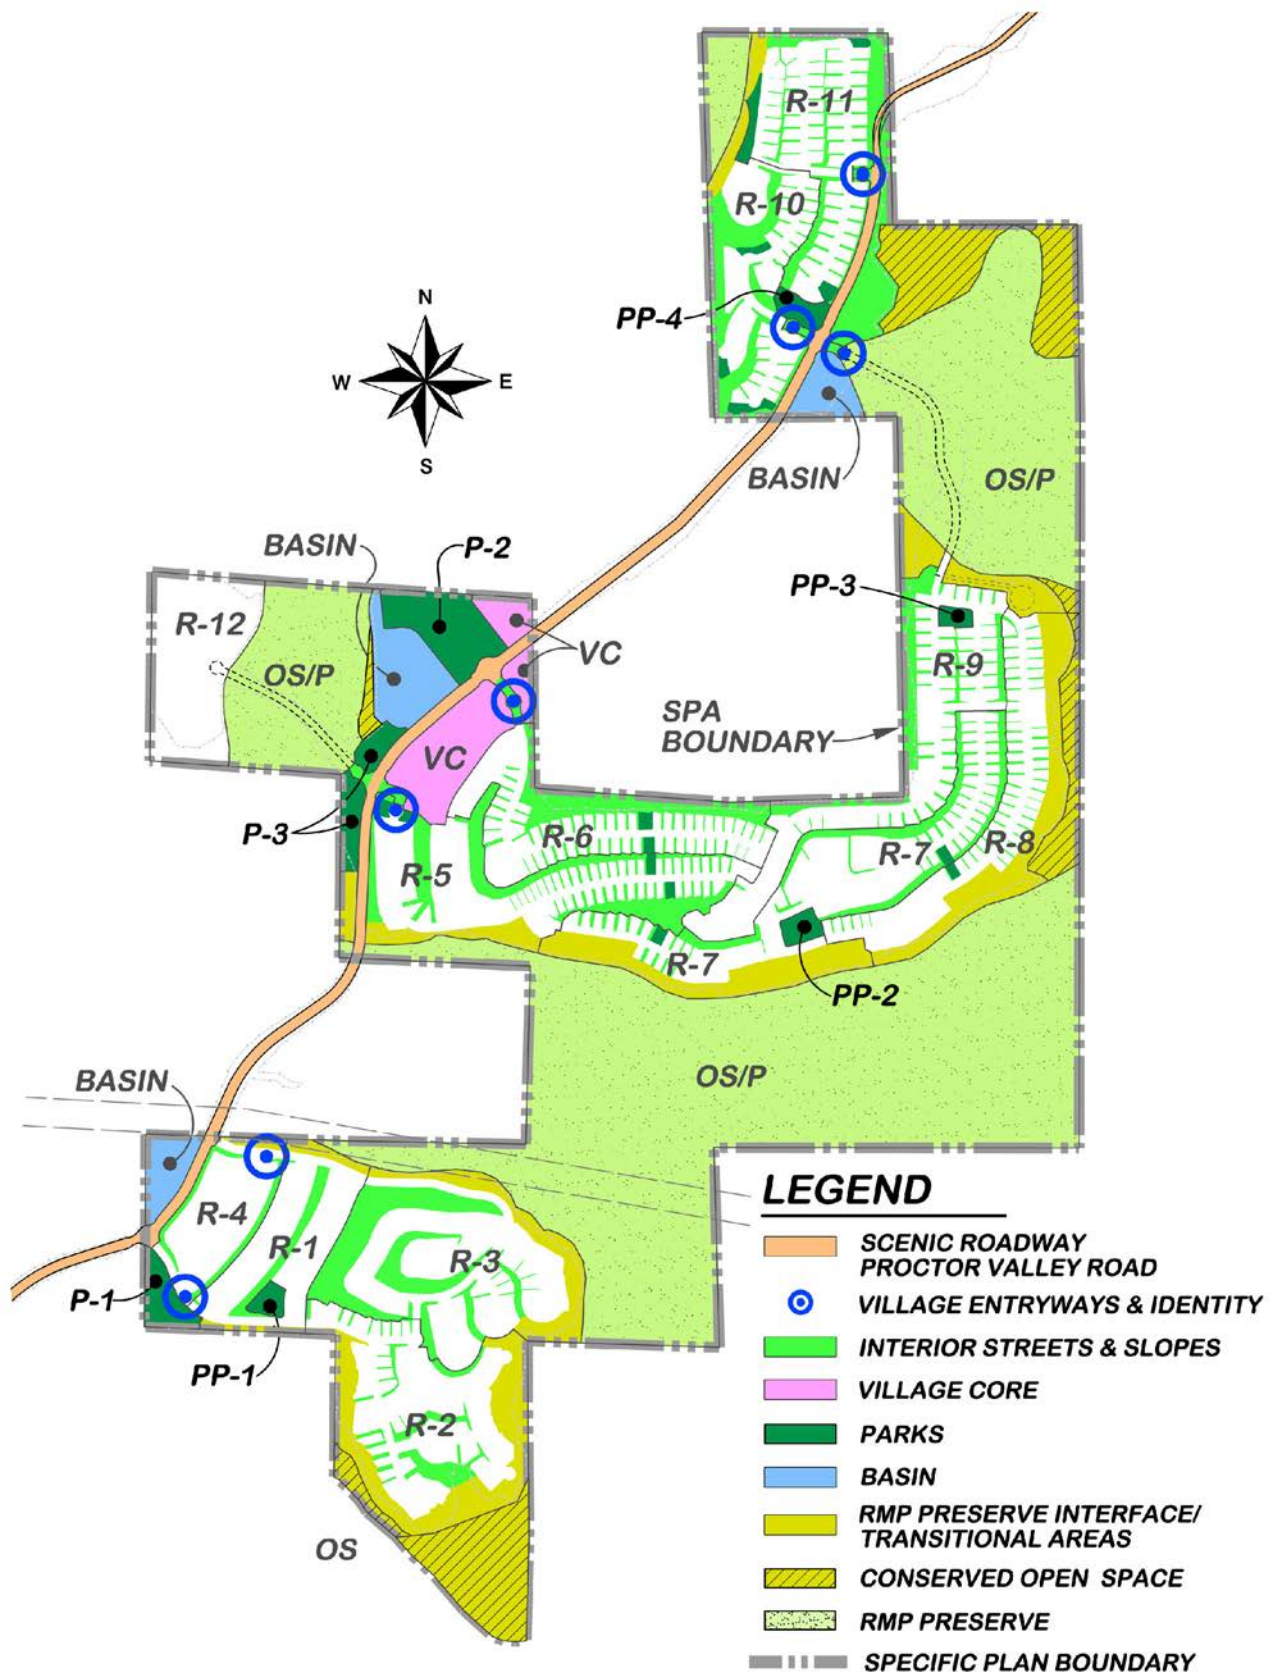 R-11
R-10
PP-4
N
W
E
S
BASIN
OS/P
BASIN
P-2
PP-3
R-12
OS/P
VC
R-9
SPA
BOUNDARY
VC
P-3
R-6
R-7
R-8
R-5
R-7
PP-2
BASIN
OS/P
R-4
R-1
R-3
P-1
PP-1
R-2
OS
LEGEND
SCENIC ROADWAY
PROCTOR VALLEY ROAD
VILLAGE ENTRYWAYS & IDENTITY
INTERIOR STREETS & SLOPES
VILLAGE CORE
PARKS
BASIN
RMP PRESERVE INTERFACE/
TRANSITIONAL AREAS
CONSERVED OPEN SPACE
RMP PRESERVE
SPECIFIC PLAN BOUNDARY